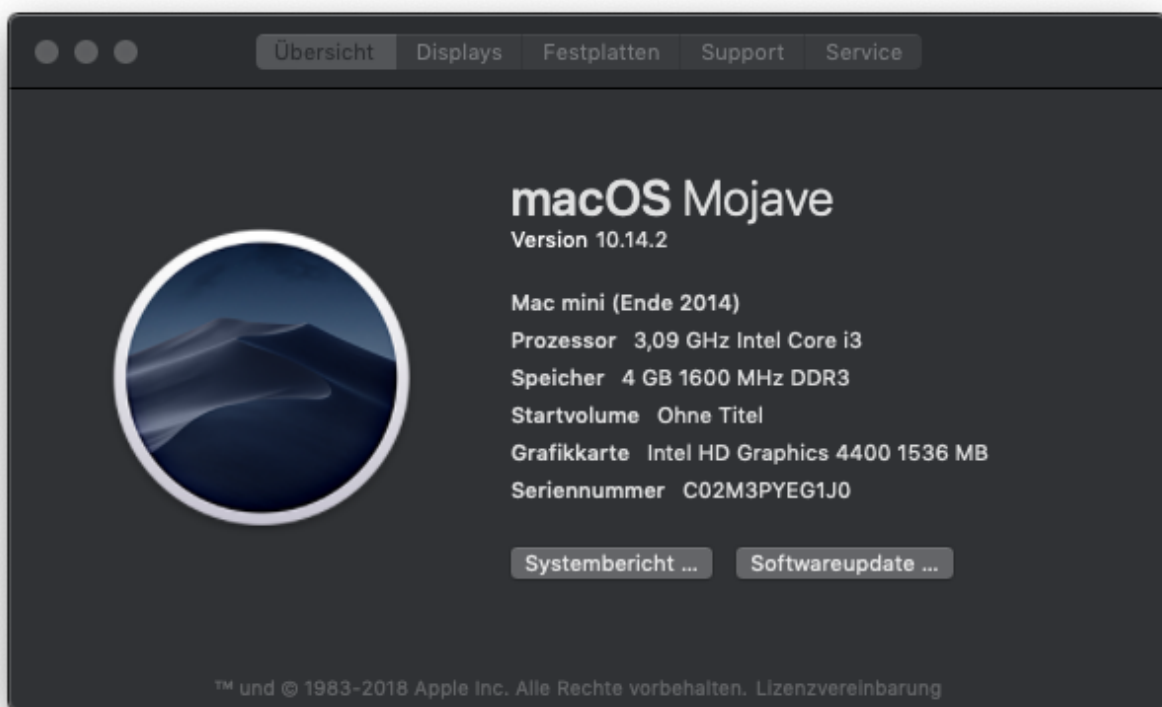 Übersicht Displays Festplatten Support Service
macOS Mojave
Version 10.14.2
Mac mini (Ende 2014)
Prozessor 3,09 GHz Intel Core i3
Speicher 4 GB 1600 MHz DDR3
Startvolume Ohne Titel
Grafikkarte Intel HD Graphics 4400 1536 MB
Seriennummer C02M3PYEG1J0
Systembericht ... Softwareupdate ...
™ und © 1983-2018 Apple Inc. Alle Rechte vorbehalten. Lizenzvereinbarung